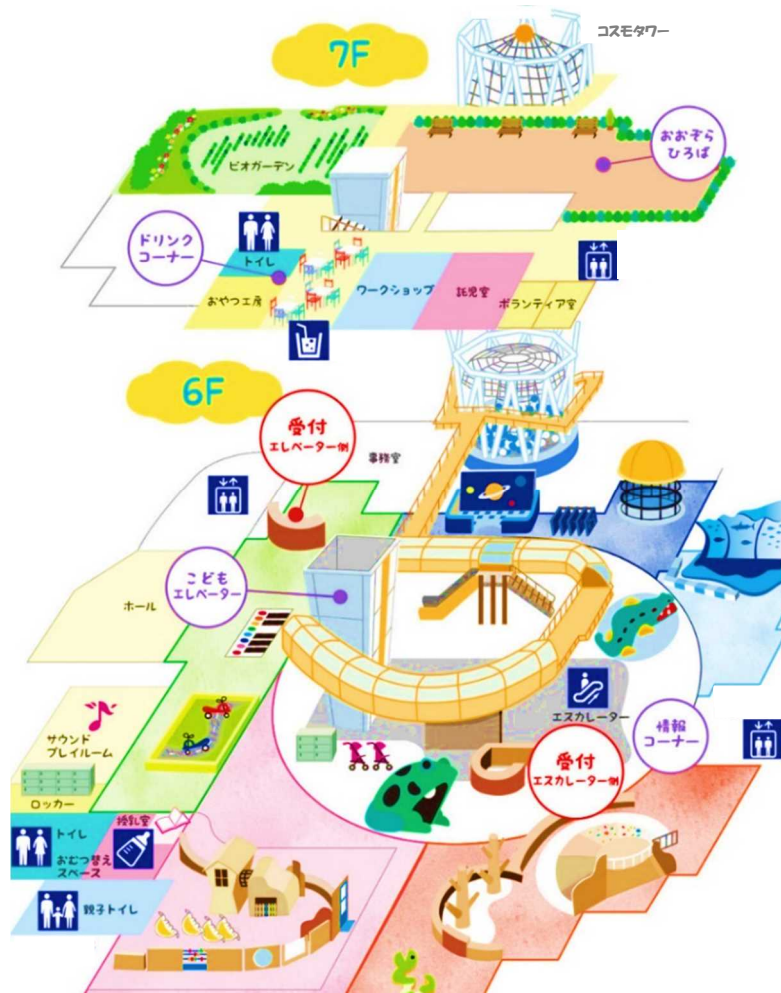 コスモタワー
7F
おおぞら
ひろば
ビオガーデン
ドリンク
コーナー
トイレ
おやつ工房
ワークショップ
託児室
ボランティア室
6F
受付
エレベーター側
事務室
こども
エレベーター
ホール
エスカレーター
情報
コーナー
サウンド
プレイルーム
受付
エスカレーター側
ロッカー
授乳室
トイレ
おむつ替え
スペース
親子トイレ